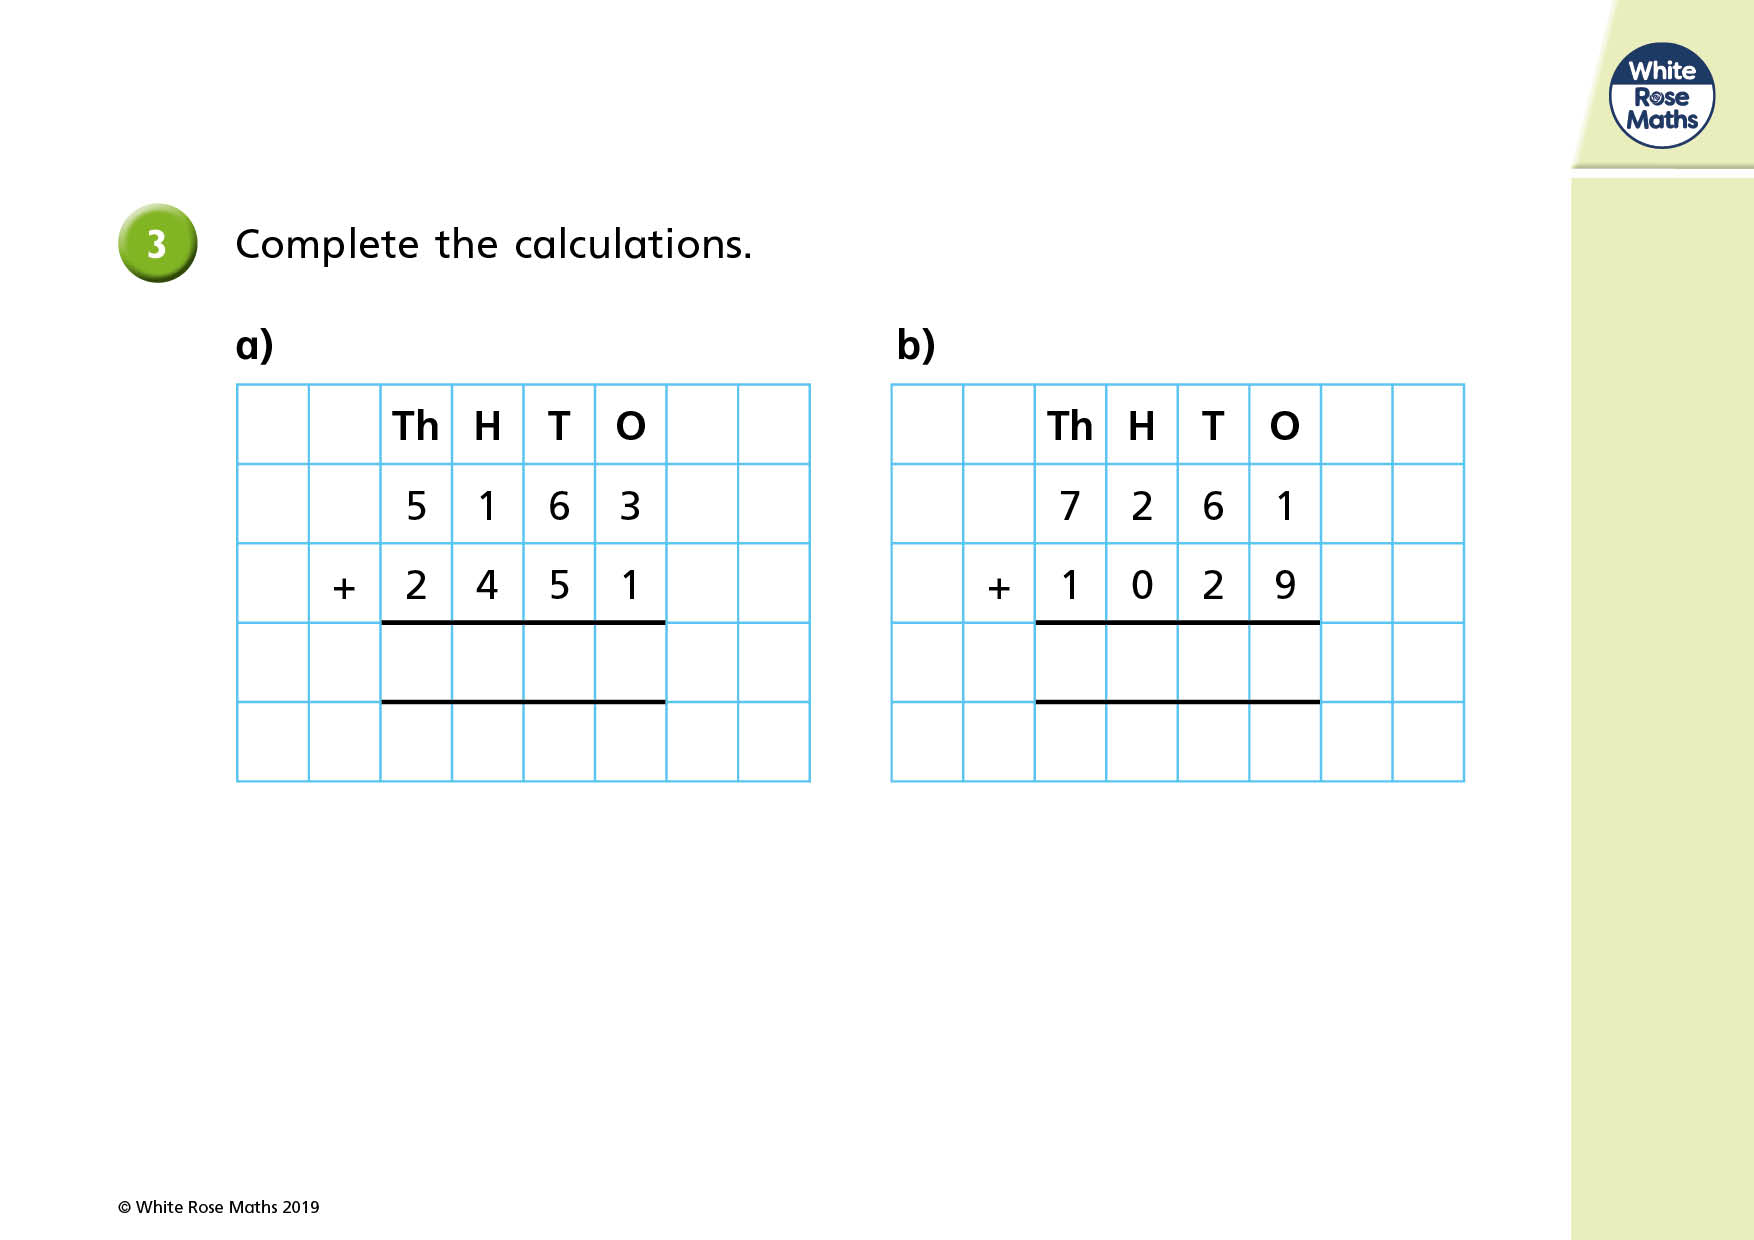 White
Rose
Maths
3 Complete the calculations.
a) b)
Th H T O Th H T O
5 1 6 3 7 2 6 1
+ 2 4 5 1 + 1 0 2 9
© White Rose Maths 2019